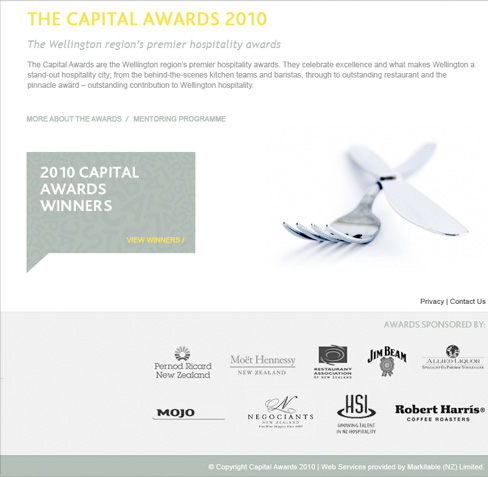 THE CAPITAL AWARDS 2010
The Wellington region's premier hospitality awards
The Capital Awards are the Wellington region's premier hospitality awards. They celebrate excellence and what makes Wellington a
stand-out hospitality city; from the behind-the-scenes kitchen teams and baristas, through to outstanding restaurant and the
pinnacle award – outstanding contribution to Wellington hospitality.
MORE ABOUT THE AWARDS / MENTORING PROGRAMME
2010 CAPITAL
AWARDS
WINNERS
VIEW WINNERS /
Privacy | Contact Us
AWARDS SPONSORED BY:
Pernod Ricard
New Zealand
Moët Hennessy
NEW ZEALAND
RESTAURANT
ASSOCIATION
OF NEW ZEALAND
JIM BEAM
ALLIED LIQUOR
MOJO
N
NEGOCIANTS
NEW ZEALAND
HSI
GROWING TALENT
IN NZ HOSPITALITY
Robert Harris®
COFFEE ROASTERS
© Copyright Capital Awards 2010 | Web Services provided by Markitable (NZ) Limited.